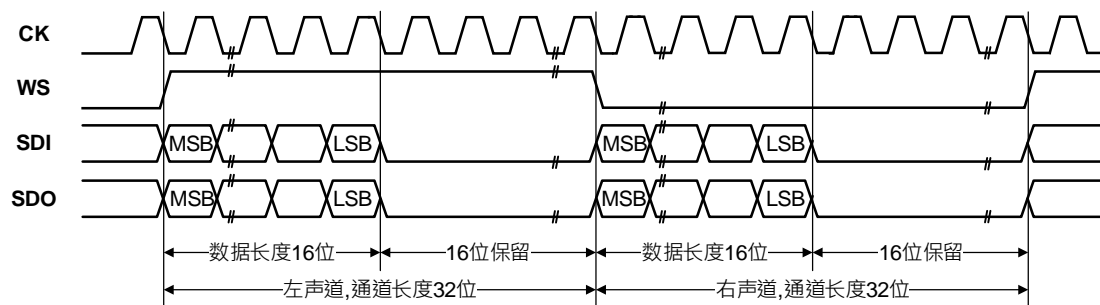 CK
WS
SDI MSB LSB MSB LSB
SDO MSB LSB MSB LSB
数据长度16位 16位保留 数据长度16位 16位保留
左声道,通道长度32位 右声道,通道长度32位